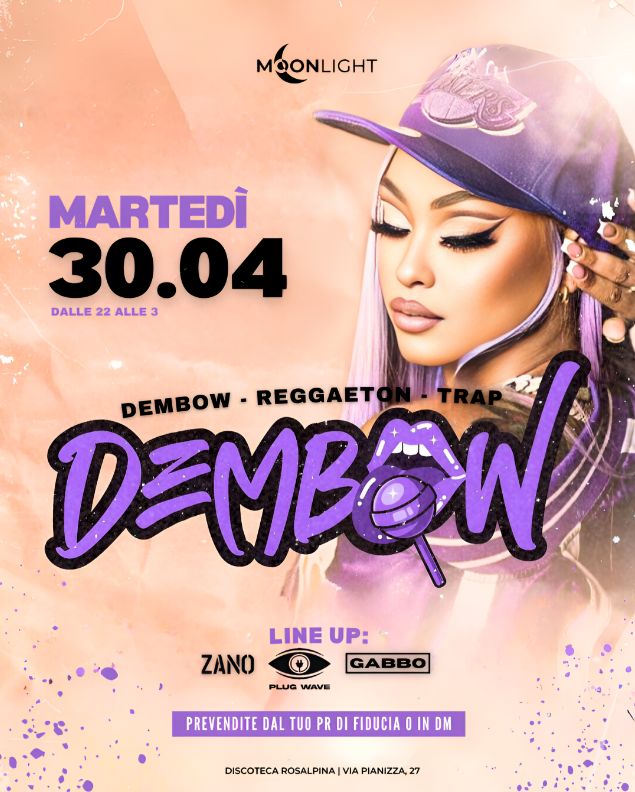 MOONLIGHT
MARTEDÌ
30.04
DALLE 22 ALLE 3
DEMBOW - REGGAETON - TRAP
DEMBOW
LINE UP:
ZANO
PLUG WAVE
GABBO
PREVENDITE DAL TUO PR DI FIDUCIA O IN DM
DISCOTECA ROSALPINA | VIA PIANIZZA, 27